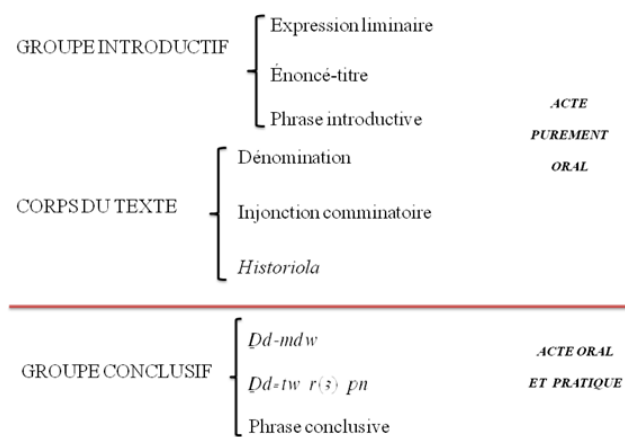 Expression liminaire
GROUPE INTRODUCTIF
Énoncé-titre
Phrase introductive
ACTE
PUREMENT
ORAL
Dénomination
CORPS DU TEXTE
Injonction comminatoire
Historiola
Ḏd-mdw
GROUPE CONCLUSIF
Ḏd=tw r(ȝ) pn
Phrase conclusive
ACTE ORAL
ET PRATIQUE